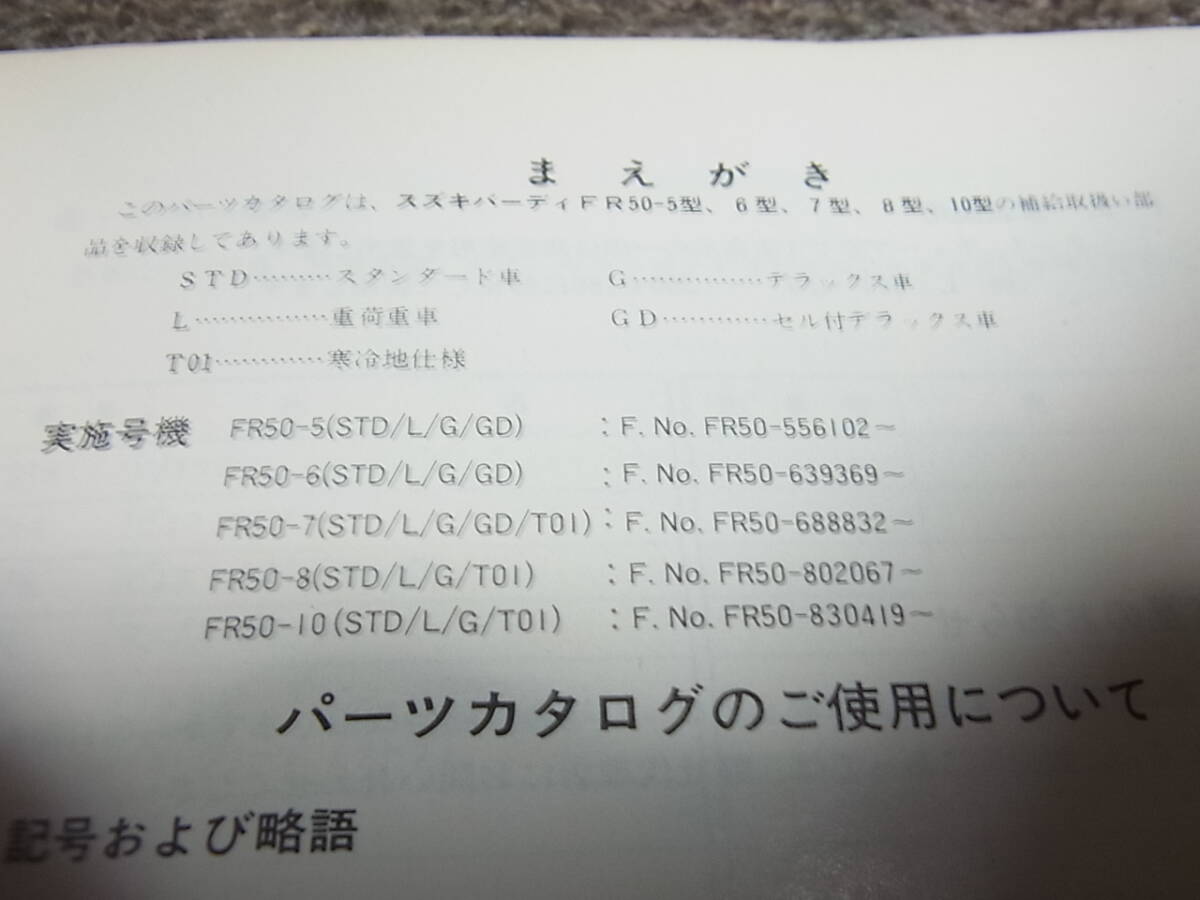 まえがき
このパーツカタログは、スズキバーディFR50-5型、6型、7型、8型、10型の補給取扱い部
品を収録してあります。
STD………スタンダード車 G……………デラックス車
L……………重荷重車 GD…………セル付デラックス車
T01…………寒冷地仕様
実施号機 FR50-5(STD/L/G/GD) : F. No. FR50-556102~
FR50-6(STD/L/G/GD) : F. No. FR50-639369~
FR50-7(STD/L/G/GD/T01) : F. No. FR50-688832~
FR50-8(STD/L/G/T01) : F. No. FR50-802067~
FR50-10(STD/L/G/T01) : F. No. FR50-830419~
パーツカタログのご使用について
記号および略語